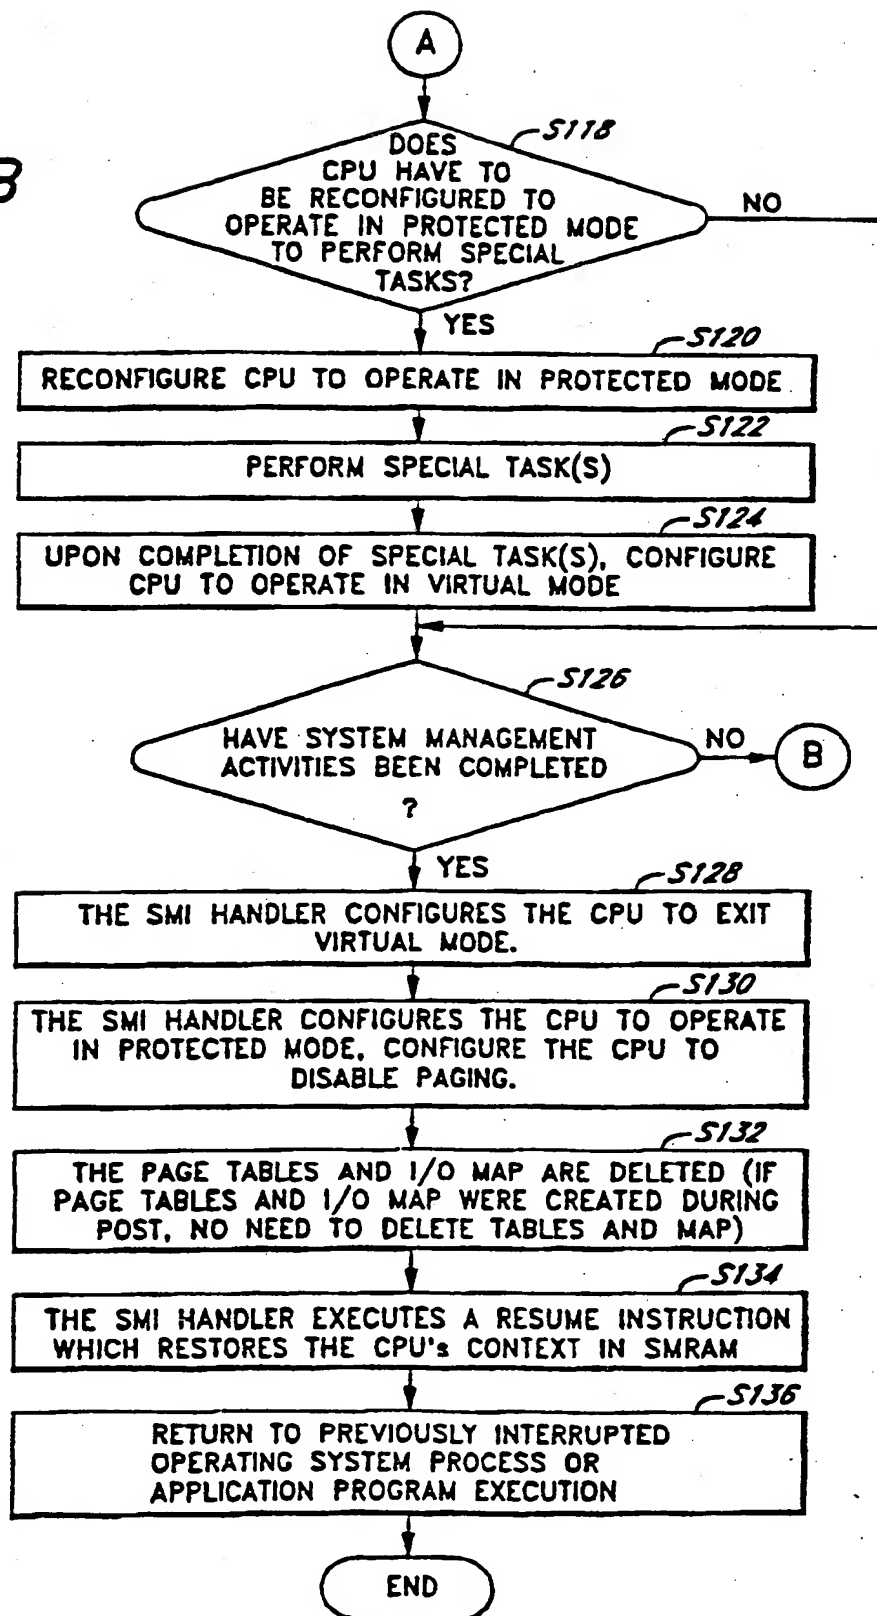 A
S118
B
DOES
CPU HAVE TO
BE RECONFIGURED TO
OPERATE IN PROTECTED MODE
TO PERFORM SPECIAL
TASKS?
NO
YES
S120
RECONFIGURE CPU TO OPERATE IN PROTECTED MODE
S122
PERFORM SPECIAL TASK(S)
S124
UPON COMPLETION OF SPECIAL TASK(S), CONFIGURE
CPU TO OPERATE IN VIRTUAL MODE
S126
HAVE SYSTEM MANAGEMENT
ACTIVITIES BEEN COMPLETED
?
NO
B
YES
S128
THE SMI HANDLER CONFIGURES THE CPU TO EXIT
VIRTUAL MODE.
S130
THE SMI HANDLER CONFIGURES THE CPU TO OPERATE
IN PROTECTED MODE, CONFIGURE THE CPU TO
DISABLE PAGING.
S132
THE PAGE TABLES AND I/O MAP ARE DELETED (IF
PAGE TABLES AND I/O MAP WERE CREATED DURING
POST, NO NEED TO DELETE TABLES AND MAP)
S134
THE SMI HANDLER EXECUTES A RESUME INSTRUCTION
WHICH RESTORES THE CPU's CONTEXT IN SMRAM
S136
RETURN TO PREVIOUSLY INTERRUPTED
OPERATING SYSTEM PROCESS OR
APPLICATION PROGRAM EXECUTION
END